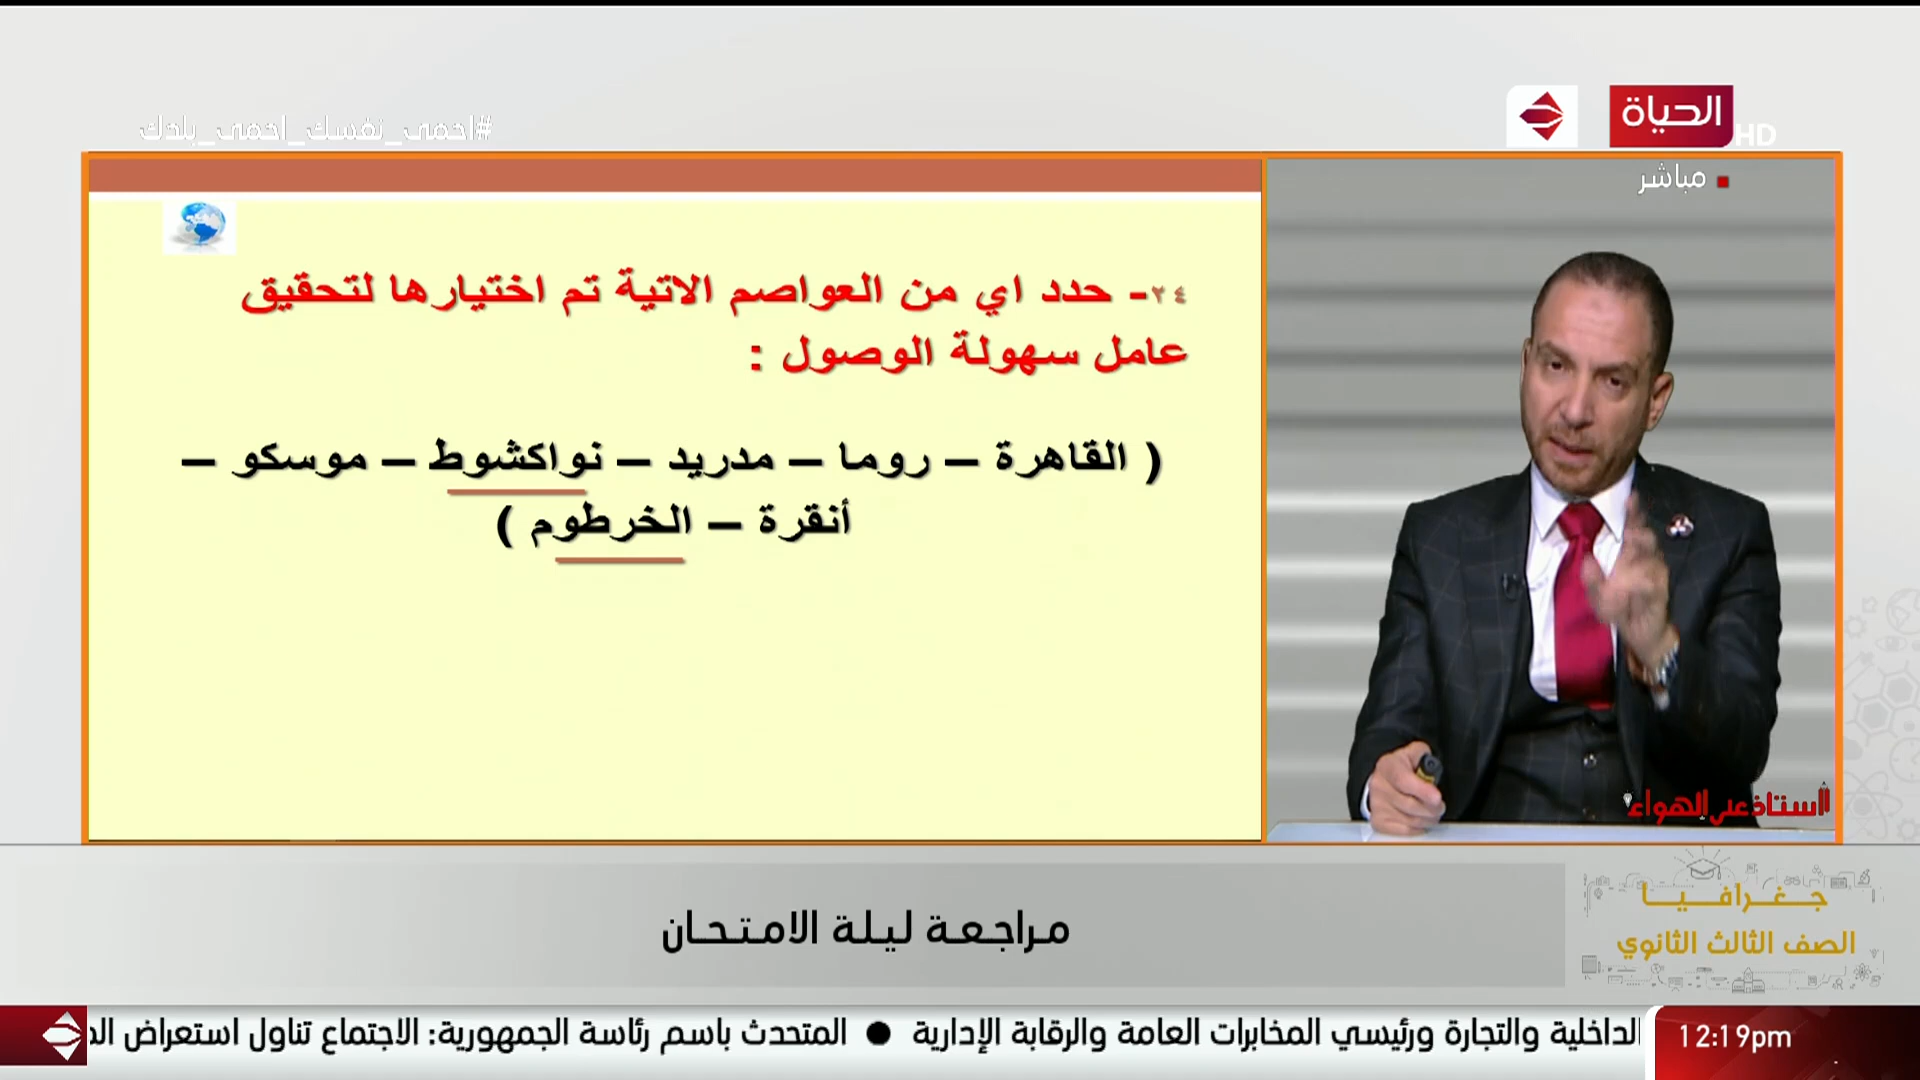 #احمى_نفسك_احمى_بلدك
الحياة
HD
مباشر
٢٤- حدد اي من العواصم الاتية تم اختيارها لتحقيق
عامل سهولة الوصول :
( القاهرة – روما – مدريد – نواكشوط – موسكو –
أنقرة – الخرطوم )
أستاذ على الهواء
مراجعة ليلة الامتحان
جغرافيا
الصف الثالث الثانوي
الداخلية والتجارة ورئيسي المخابرات العامة والرقابة الإدارية ● المتحدث باسم رئاسة الجمهورية: الاجتماع تناول استعراض
12:19pm